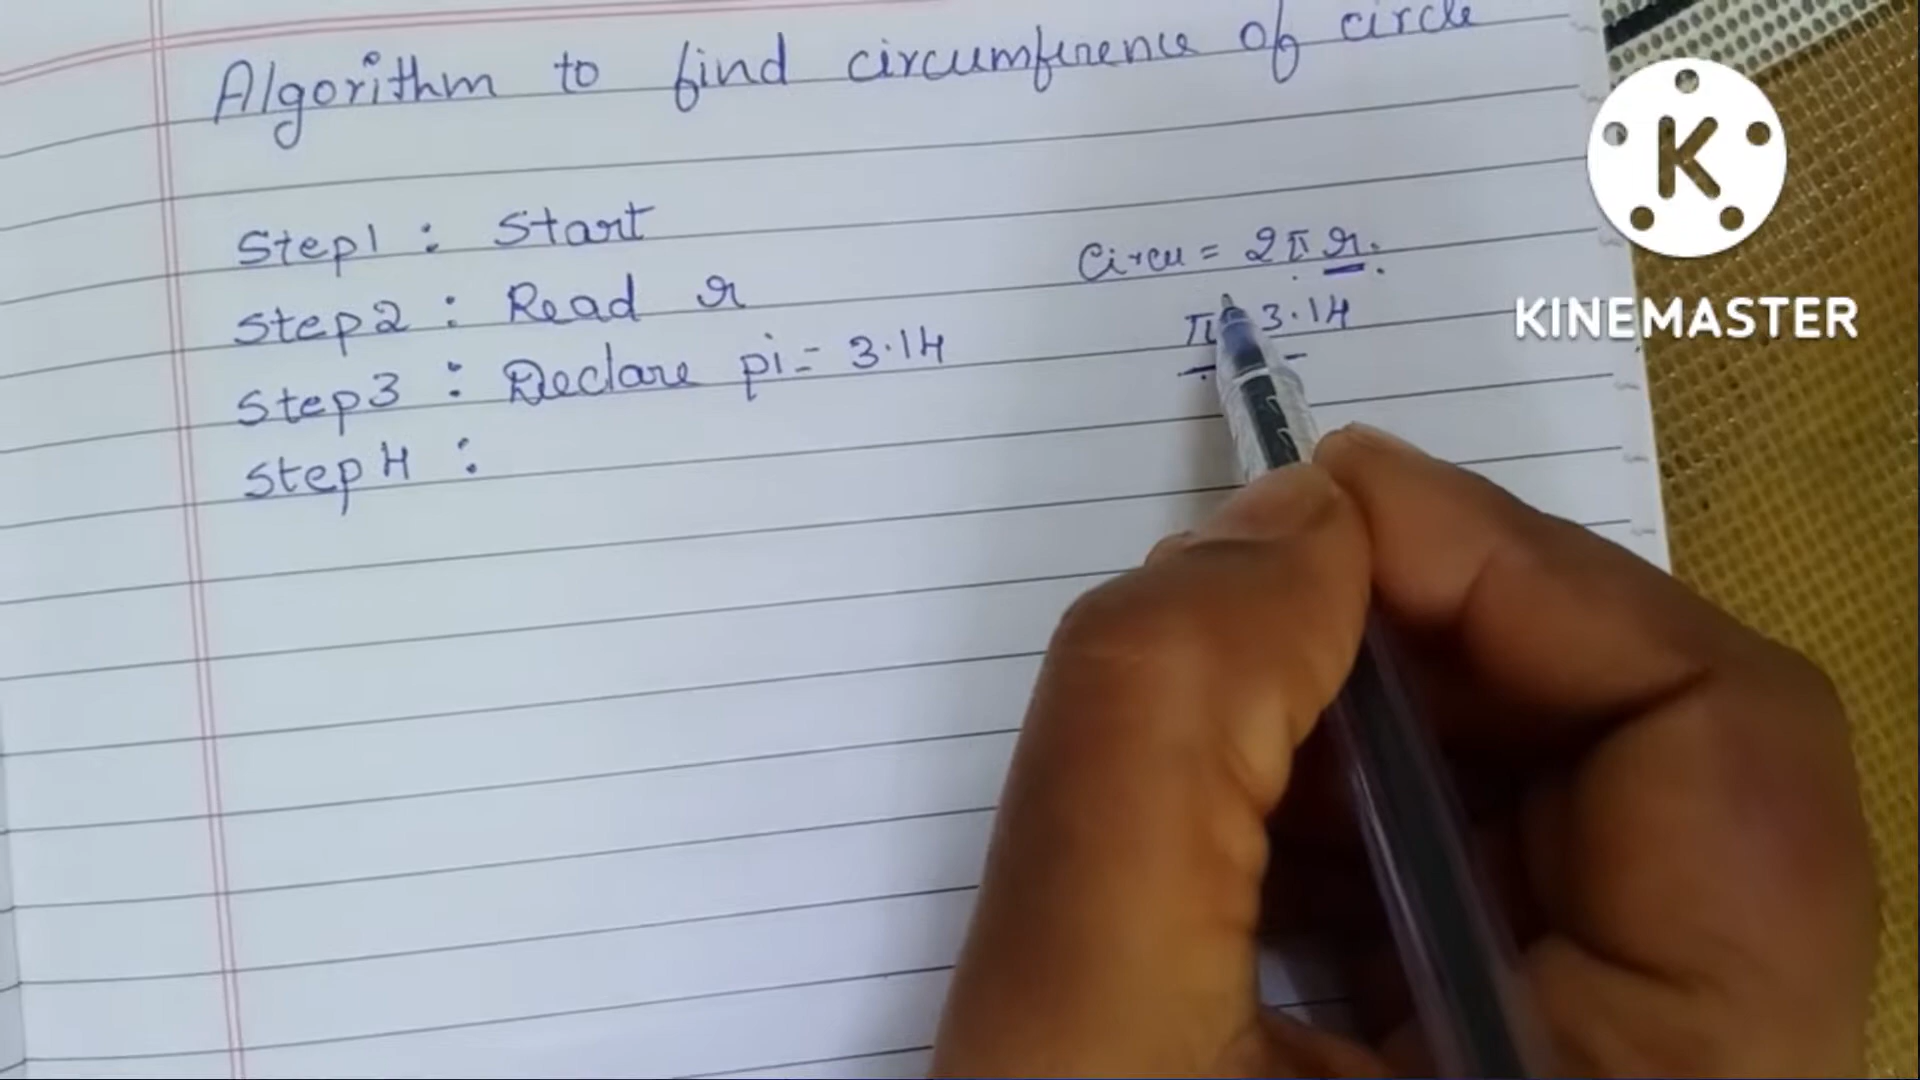 Algorithm to find circumference of circle
Step1 : Start
Step2 : Read r
Step3 : Declare pi = 3.14
Step4 :
Circu = 2πr.
π 3.14
K
KINEMASTER